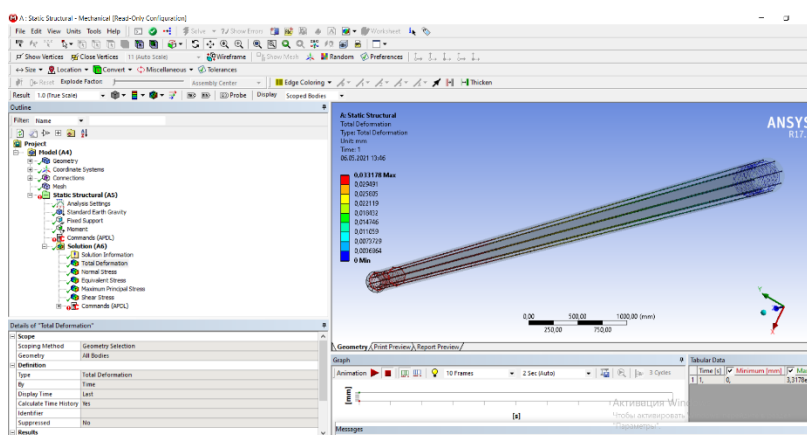 A: Static Structural - Mechanical [Read-Only Configuration]
File Edit View Units Tools Help Solve ?/ Show Errors Worksheet
Show Vertices Close Vertices 11 (Auto Scale) Wireframe Show Mesh Random Preferences
Size Location Convert Miscellaneous Tolerances
Reset Explode Factor: Assembly Center Edge Coloring Thicken
Result 1.0 (True Scale) Probe Display Scoped Bodies
Outline
Filter: Name
Project
Model (A4)
Geometry
Coordinate Systems
Connections
Mesh
Static Structural (A5)
Analysis Settings
Standard Earth Gravity
Fixed Support
Moment
Commands (APDL)
Solution (A6)
Solution Information
Total Deformation
Normal Stress
Equivalent Stress
Maximum Principal Stress
Shear Stress
Commands (APDL)
Details of "Total Deformation"
Scope
Scoping Method Geometry Selection
Geometry All Bodies
Definition
Type Total Deformation
By Time
Display Time Last
Calculate Time History Yes
Identifier
Suppressed No
Results
A: Static Structural
Total Deformation
Type: Total Deformation
Unit: mm
Time: 1
06.05.2021 13:46
0,033178 Max
0,029491
0,025805
0,022119
0,018432
0,014746
0,011059
0,0073729
0,0036864
0 Min
ANSYS
R17.
0,00 500,00 1000,00 (mm)
250,00 750,00
Geometry Print Preview Report Preview
Graph
Animation 10 Frames 2 Sec (Auto) 3 Cycles
[mm]
[s]
Messages
Tabular Data
Time [s] Minimum [mm] Ma
1 1, 0, 3,3178e
Активация Win
Чтобы активировать
"Параметры".